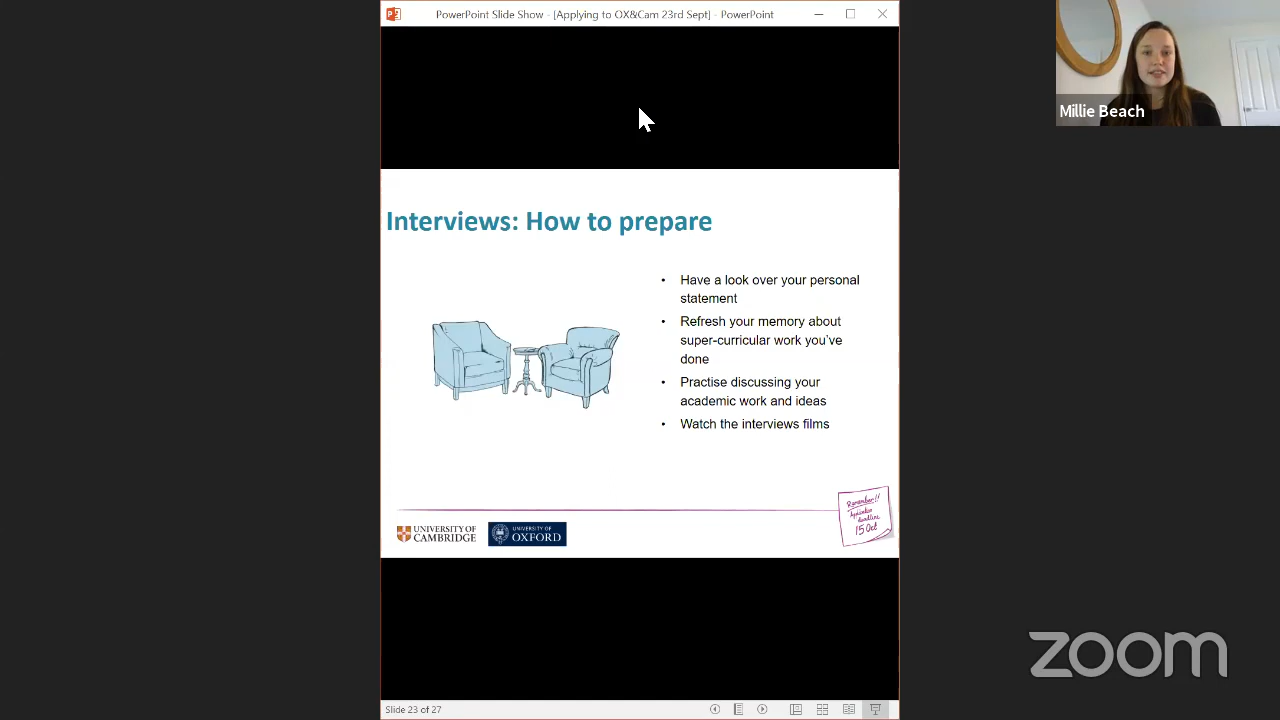 PowerPoint Slide Show - [Applying to OX&Cam 23rd Sept] - PowerPoint
Millie Beach
Interviews: How to prepare
• Have a look over your personal
statement
• Refresh your memory about
super-curricular work you've
done
• Practise discussing your
academic work and ideas
• Watch the interviews films
Remember!!
Application
deadline
15 Oct
UNIVERSITY OF
CAMBRIDGE
UNIVERSITY OF
OXFORD
zoom
Slide 23 of 27